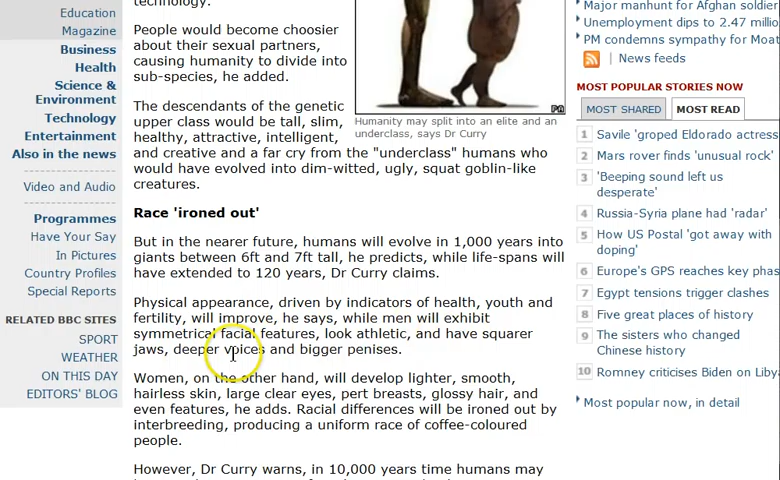 Education
Magazine
Business
Health
Science &
Environment
Technology
Entertainment
Also in the news
Video and Audio
Programmes
Have Your Say
In Pictures
Country Profiles
Special Reports
RELATED BBC SITES
SPORT
WEATHER
ON THIS DAY
EDITORS' BLOG
technology.
People would become choosier
about their sexual partners,
causing humanity to divide into
sub-species, he added.
The descendants of the genetic
upper class would be tall, slim,
healthy, attractive, intelligent,
and creative and a far cry from the "underclass" humans who
would have evolved into dim-witted, ugly, squat goblin-like
creatures.
PA
Humanity may split into an elite and an
underclass, says Dr Curry
Race 'ironed out'
But in the nearer future, humans will evolve in 1,000 years into
giants between 6ft and 7ft tall, he predicts, while life-spans will
have extended to 120 years, Dr Curry claims.
Physical appearance, driven by indicators of health, youth and
fertility, will improve, he says, while men will exhibit
symmetrical facial features, look athletic, and have squarer
jaws, deeper voices and bigger penises.
Women, on the other hand, will develop lighter, smooth,
hairless skin, large clear eyes, pert breasts, glossy hair, and
even features, he adds. Racial differences will be ironed out by
interbreeding, producing a uniform race of coffee-coloured
people.
However, Dr Curry warns, in 10,000 years time humans may
Major manhunt for Afghan soldier
Unemployment dips to 2.47 millio
PM condemns sympathy for Moat
| News feeds
MOST POPULAR STORIES NOW
MOST SHARED MOST READ
1 Savile 'groped Eldorado actress
2 Mars rover finds 'unusual rock'
3 'Beeping sound left us
desperate'
4 Russia-Syria plane had 'radar'
5 How US Postal 'got away with
doping'
6 Europe's GPS reaches key phas
7 Egypt tensions trigger clashes
8 Five great films of history
9 The sisters who changed
Chinese history
10 Romney criticises Biden on Liby
Most popular now, in detail